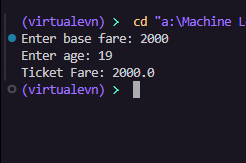 (virtualevn) > cd "a:\Machine L
Enter base fare: 2000
Enter age: 19
Ticket Fare: 2000.0
(virtualevn) >